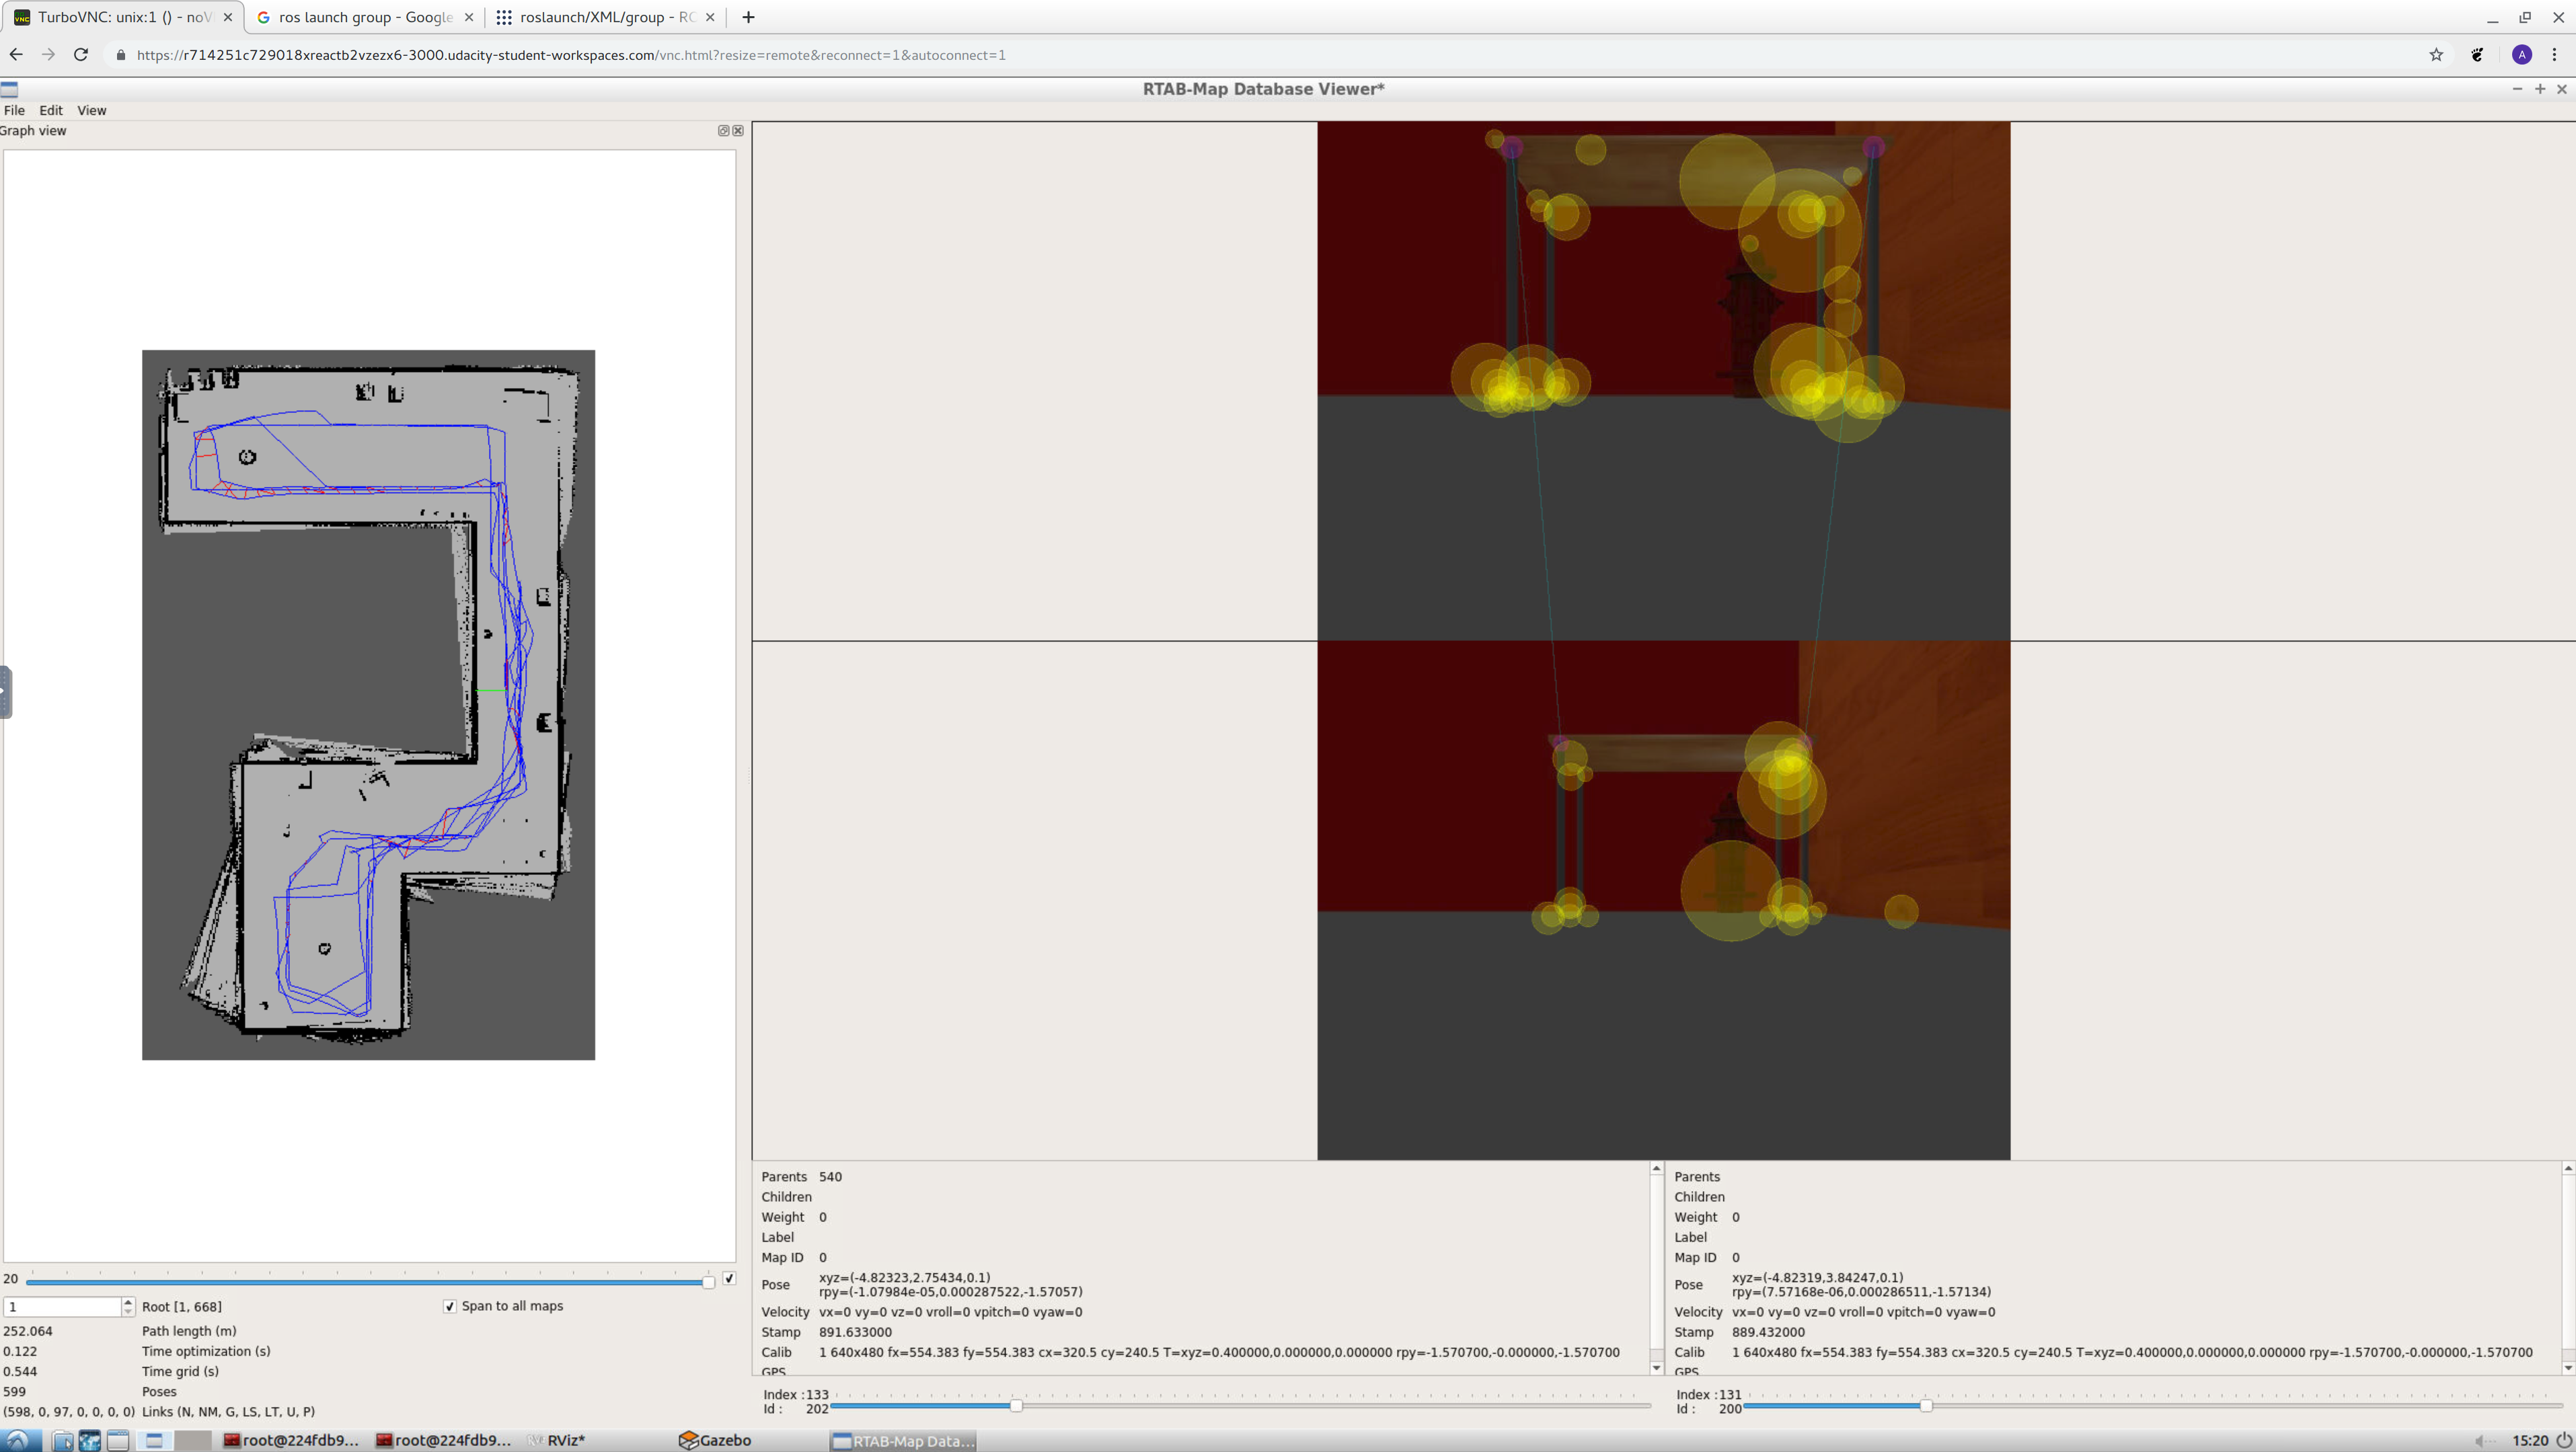 TurboVNC: unix:1 () - noV
ros launch group - Google
roslaunch/XML/group - RO
https://r714251c729018xreactb2vzezx6-3000.udacity-student-workspaces.com/vnc.html?resize=remote&reconnect=1&autoconnect=1
A
RTAB-Map Database Viewer*
File Edit View
Graph view
20
1 Root [1, 668] Span to all maps
252.064 Path length (m)
0.122 Time optimization (s)
0.544 Time grid (s)
599 Poses
(598, 0, 97, 0, 0, 0, 0) Links (N, NM, G, LS, LT, U, P)
Parents 540
Children
Weight 0
Label
Map ID 0
Pose xyz=(-4.82323,2.75434,0.1)
rpy=(-1.07984e-05,0.000287522,-1.57057)
Velocity vx=0 vy=0 vz=0 vroll=0 vpitch=0 vyaw=0
Stamp 891.633000
Calib 1 640x480 fx=554.383 fy=554.383 cx=320.5 cy=240.5 T=xyz=0.400000,0.000000,0.000000 rpy=-1.570700,-0.000000,-1.570700
GPS
Index : 133
Id : 202
Parents
Children
Weight 0
Label
Map ID 0
Pose xyz=(-4.82319,3.84247,0.1)
rpy=(7.57168e-06,0.000286511,-1.57134)
Velocity vx=0 vy=0 vz=0 vroll=0 vpitch=0 vyaw=0
Stamp 889.432000
Calib 1 640x480 fx=554.383 fy=554.383 cx=320.5 cy=240.5 T=xyz=0.400000,0.000000,0.000000 rpy=-1.570700,-0.000000,-1.570700
GPS
Index : 131
Id : 200
root@224fdb9...
root@224fdb9...
RViz*
Gazebo
RTAB-Map Data...
15:20